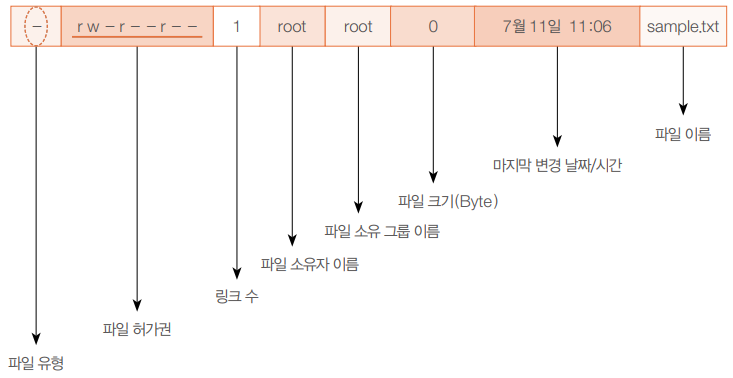 - rw-r--r-- 1 root root 0 7월 11일 11:06 sample.txt
파일 이름
마지막 변경 날짜/시간
파일 크기(Byte)
파일 소유 그룹 이름
파일 소유자 이름
링크 수
파일 허가권
파일 유형